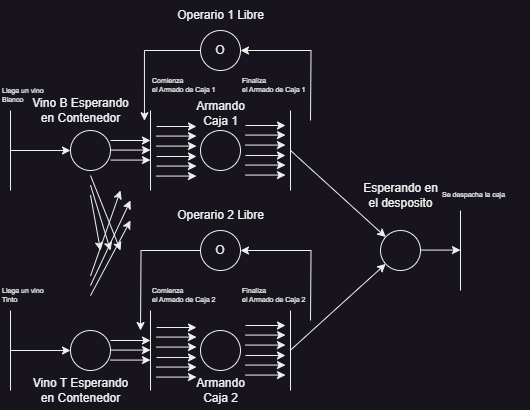 Operario 1 Libre
O
Comienza
el Armado de Caja 1
Finaliza
el Armado de Caja 1
Llega un vino
Blanco
Vino B Esperando
en Contenedor
Armando
Caja 1
Esperando en
el desposito
Se despacha la caja
Operario 2 Libre
O
Llega un vino
Tinto
Comienza
el Armado de Caja 2
Finaliza
el Armado de Caja 2
Vino T Esperando
en Contenedor
Armando
Caja 2